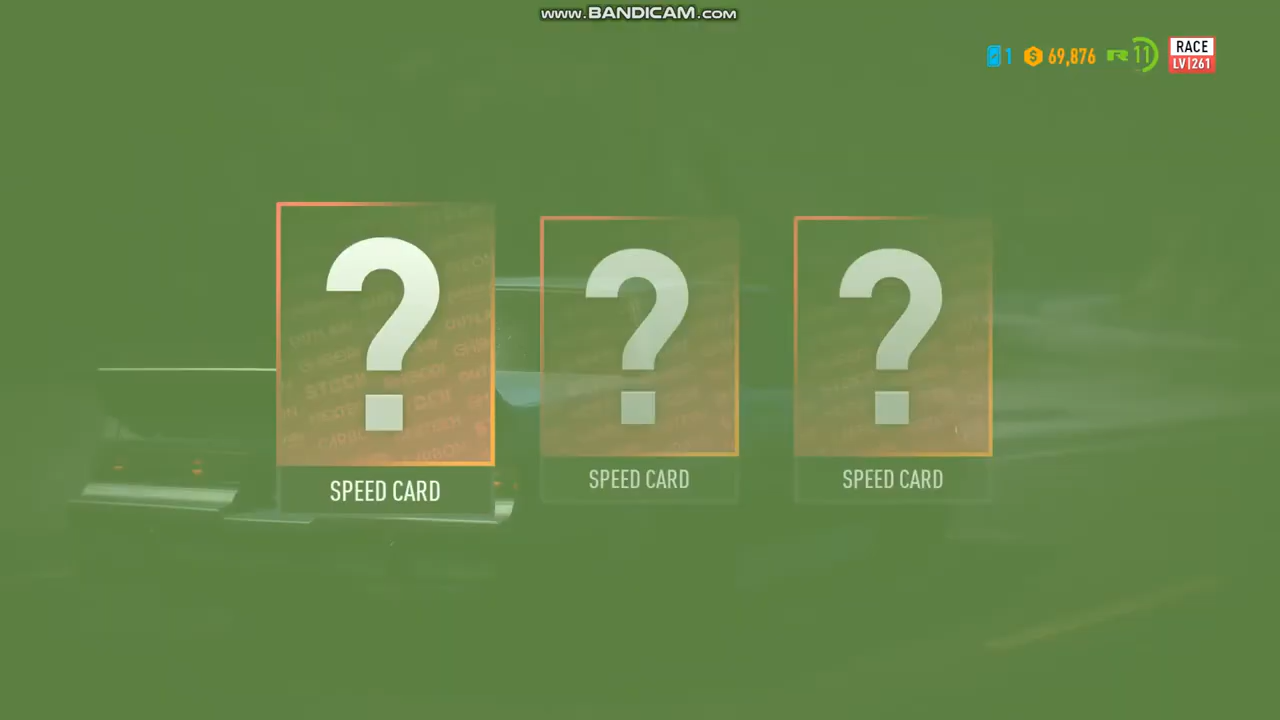 www.BANDICAM.com
1 69,876 R 11 RACE
LV|261
? ? ?
SPEED CARD SPEED CARD SPEED CARD